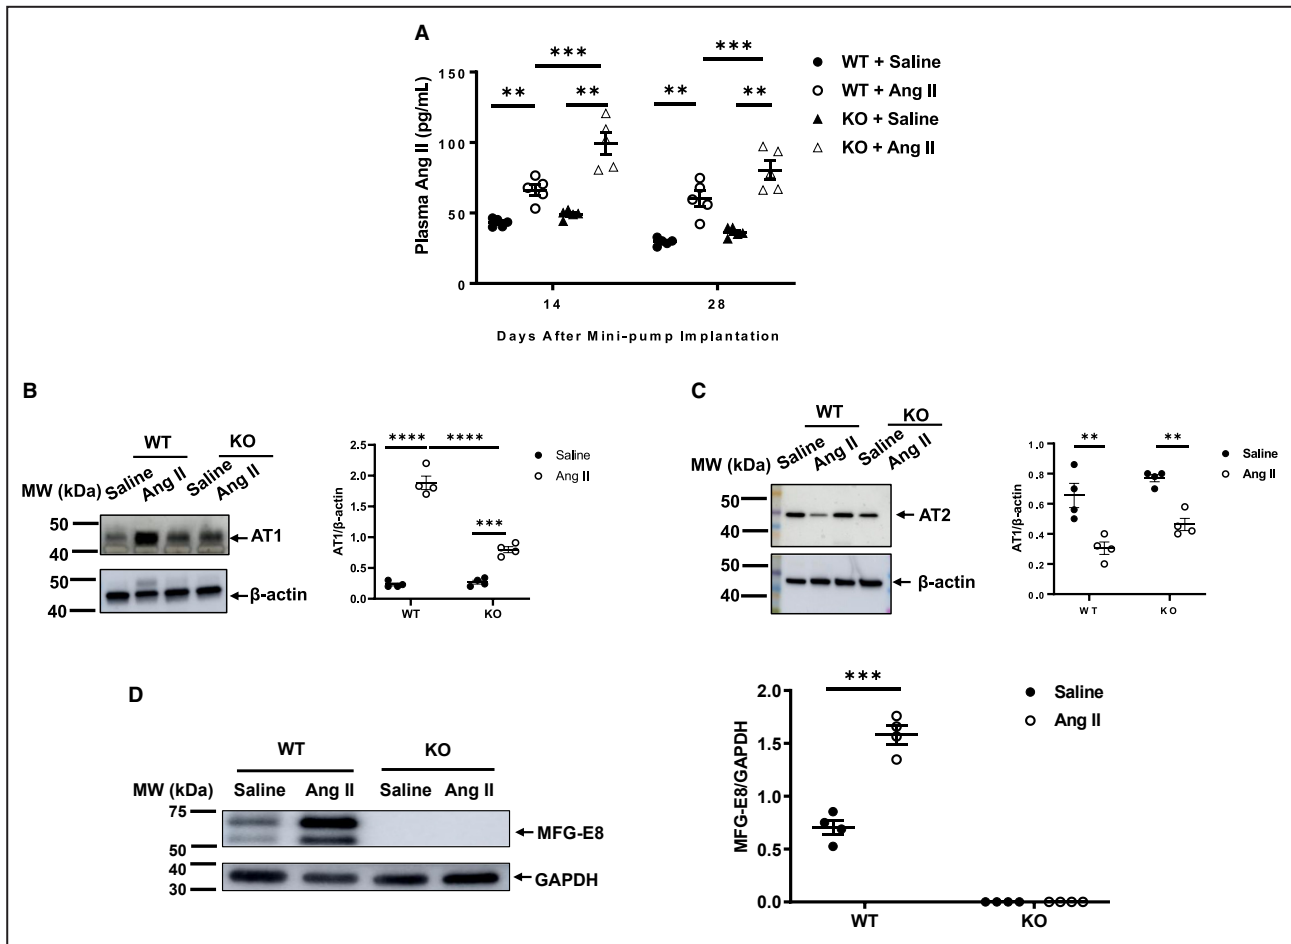 A
***
***
**
**
**
**
150
100
50
0
Plasma Ang II (pg/mL)
14
28
Days After Mini-pump Implantation
WT + Saline
WT + Ang II
KO + Saline
KO + Ang II
B
WT
KO
Saline
Ang II
Saline
Ang II
MW (kDa)
50
40
AT1
50
40
β-actin
****
****
***
2.5
2.0
1.5
1.0
0.5
0.0
AT1/β-actin
WT
KO
Saline
Ang II
C
WT
KO
Saline
Ang II
Saline
Ang II
MW (kDa)
50
40
AT2
50
40
β-actin
**
**
1.0
0.8
0.6
0.4
0.2
0.0
AT1/β-actin
WT
KO
Saline
Ang II
D
WT
KO
MW (kDa)
Saline
Ang II
Saline
Ang II
75
50
MFG-E8
40
30
GAPDH
***
2.0
1.5
1.0
0.5
0.0
MFG-E8/GAPDH
WT
KO
Saline
Ang II